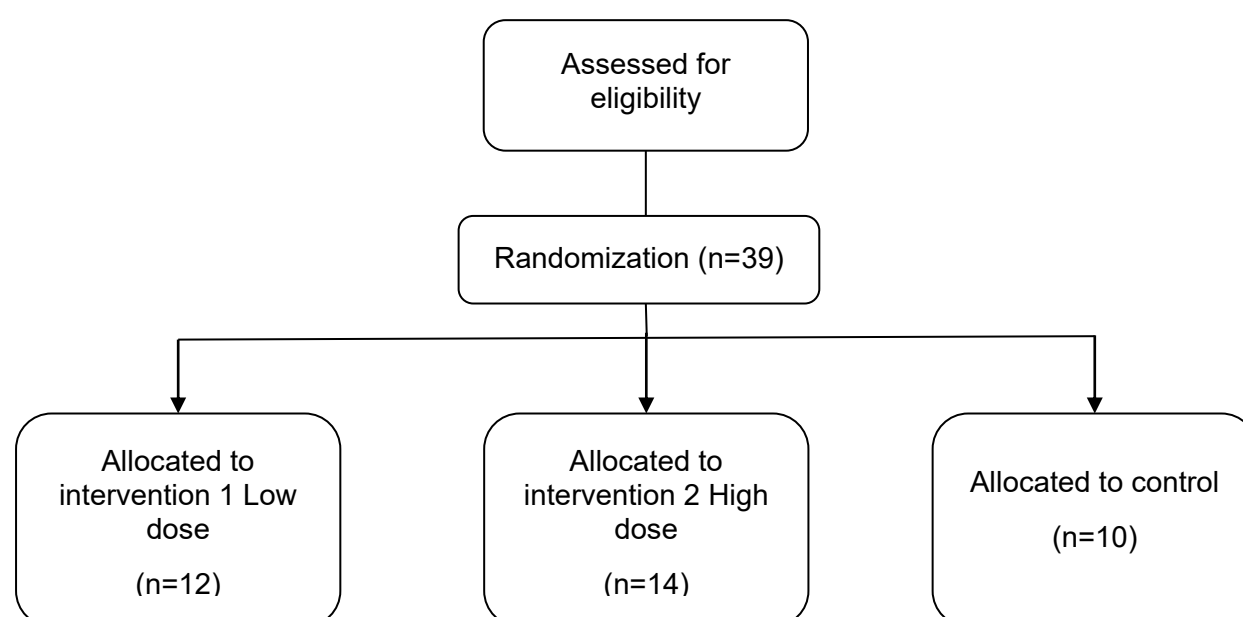 Assessed for
eligibility
Randomization (n=39)
Allocated to
intervention 1 Low
dose
(n=12)
Allocated to
intervention 2 High
dose
(n=14)
Allocated to control
(n=10)